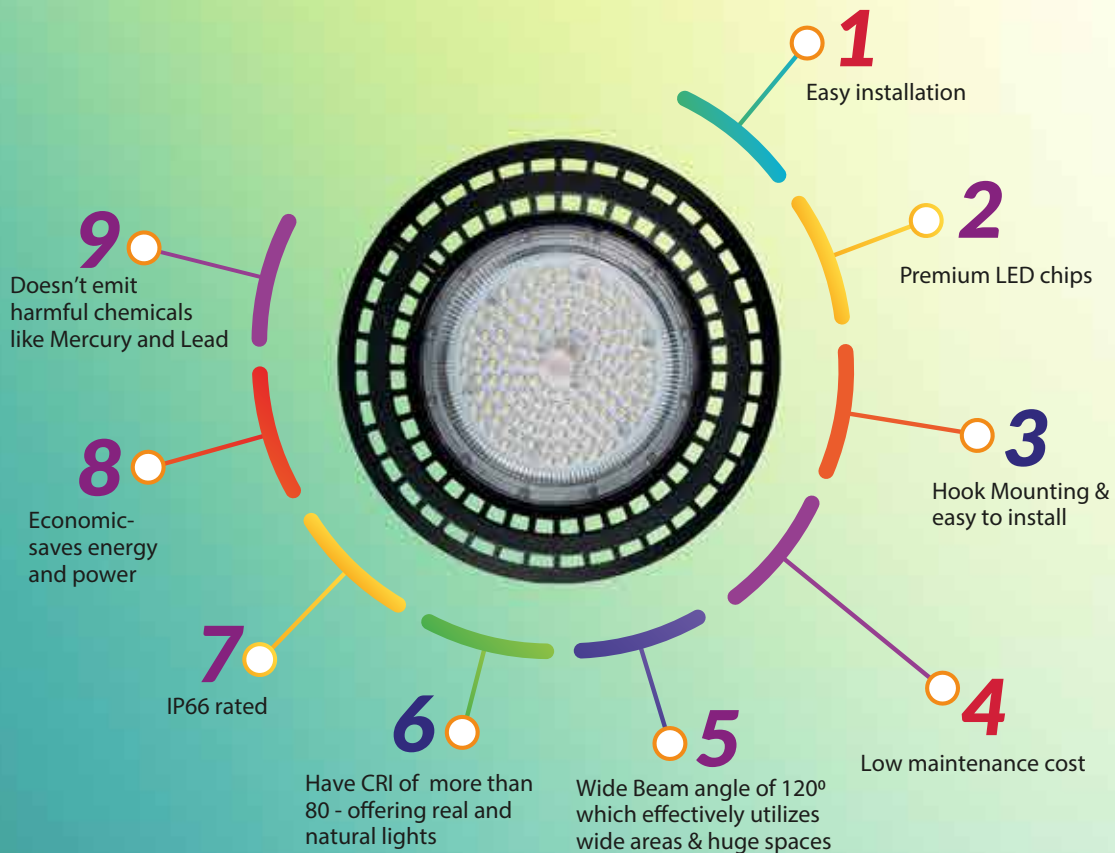 1
Easy installation
2
Premium LED chips
3
Hook Mounting &
easy to install
4
Low maintenance cost
5
Wide Beam angle of 120º
which effectively utilizes
wide areas & huge spaces
6
Have CRI of  more than
80 - offering real and
natural lights
7
IP66 rated
8
Economic-
saves energy
and power
9
Doesn’t emit
harmful chemicals
like Mercury and Lead